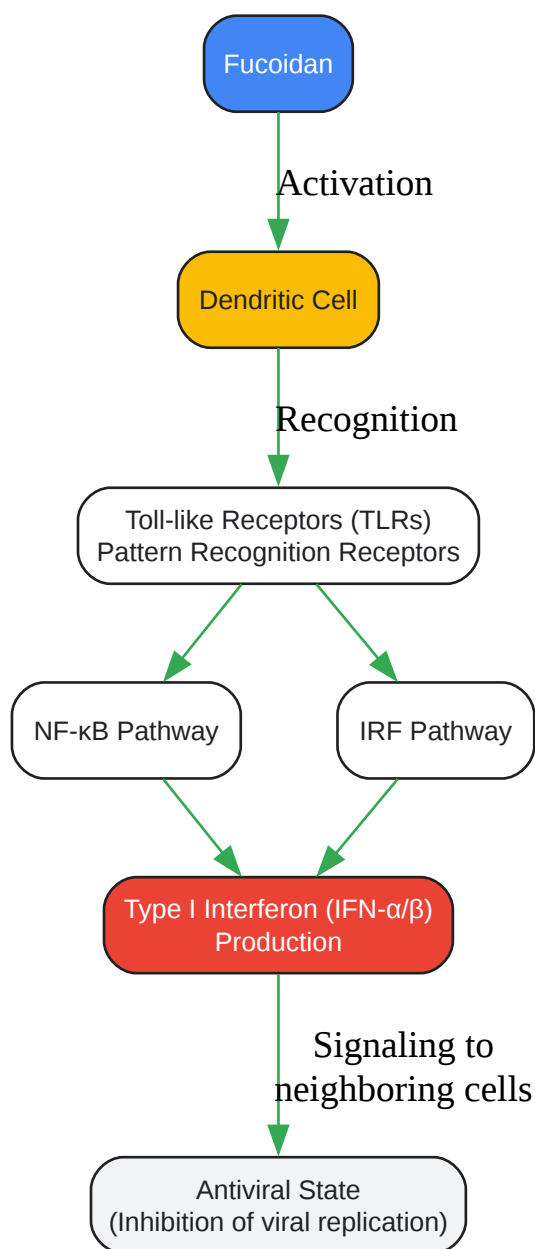 Fucoidan
Activation
Dendritic Cell
Recognition
Toll-like Receptors (TLRs)
Pattern Recognition Receptors
NF-κB Pathway
IRF Pathway
Type I Interferon (IFN-α/β)
Production
Signaling to
neighboring cells
Antiviral State
(Inhibition of viral replication)